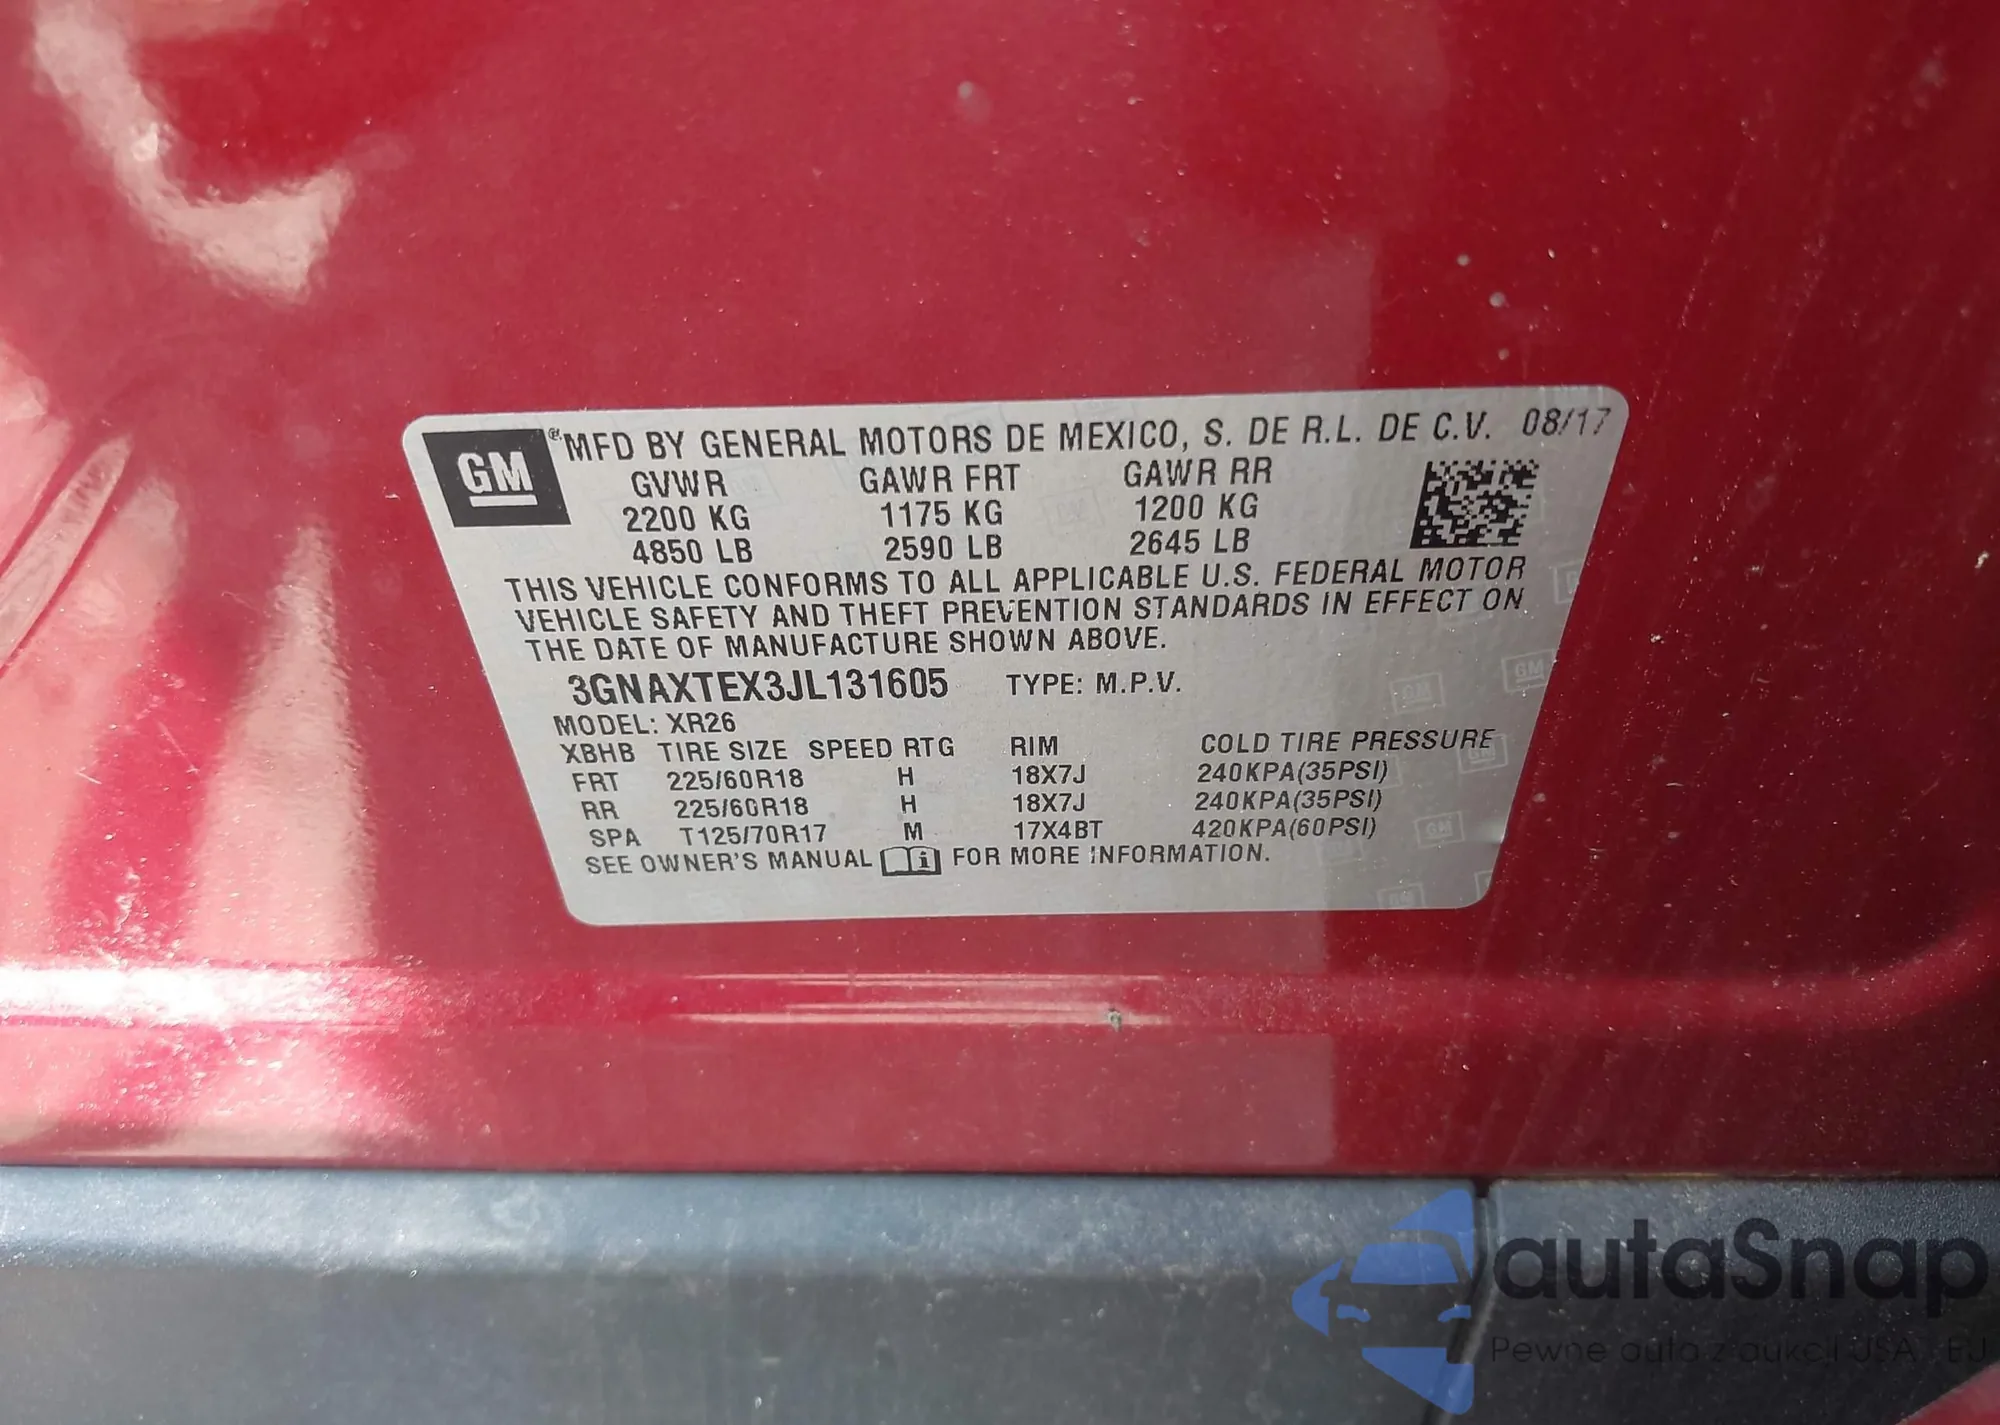 GM ® MFD BY GENERAL MOTORS DE MEXICO, S. DE R.L. DE C.V. 08/17
GVWR GAWR FRT GAWR RR
2200 KG 1175 KG 1200 KG
4850 LB 2590 LB 2645 LB
THIS VEHICLE CONFORMS TO ALL APPLICABLE U.S. FEDERAL MOTOR
VEHICLE SAFETY AND THEFT PREVENTION STANDARDS IN EFFECT ON
THE DATE OF MANUFACTURE SHOWN ABOVE.
3GNAXTEX3JL131605 TYPE: M.P.V.
MODEL: XR26
XBHB TIRE SIZE SPEED RTG RIM COLD TIRE PRESSURE
FRT 225/60R18 H 18X7J 240KPA(35PSI)
RR 225/60R18 H 18X7J 240KPA(35PSI)
SPA T125/70R17 M 17X4BT 420KPA(60PSI)
SEE OWNER'S MANUAL i FOR MORE INFORMATION.
autaSnap
Pewne auta z aukcji USA